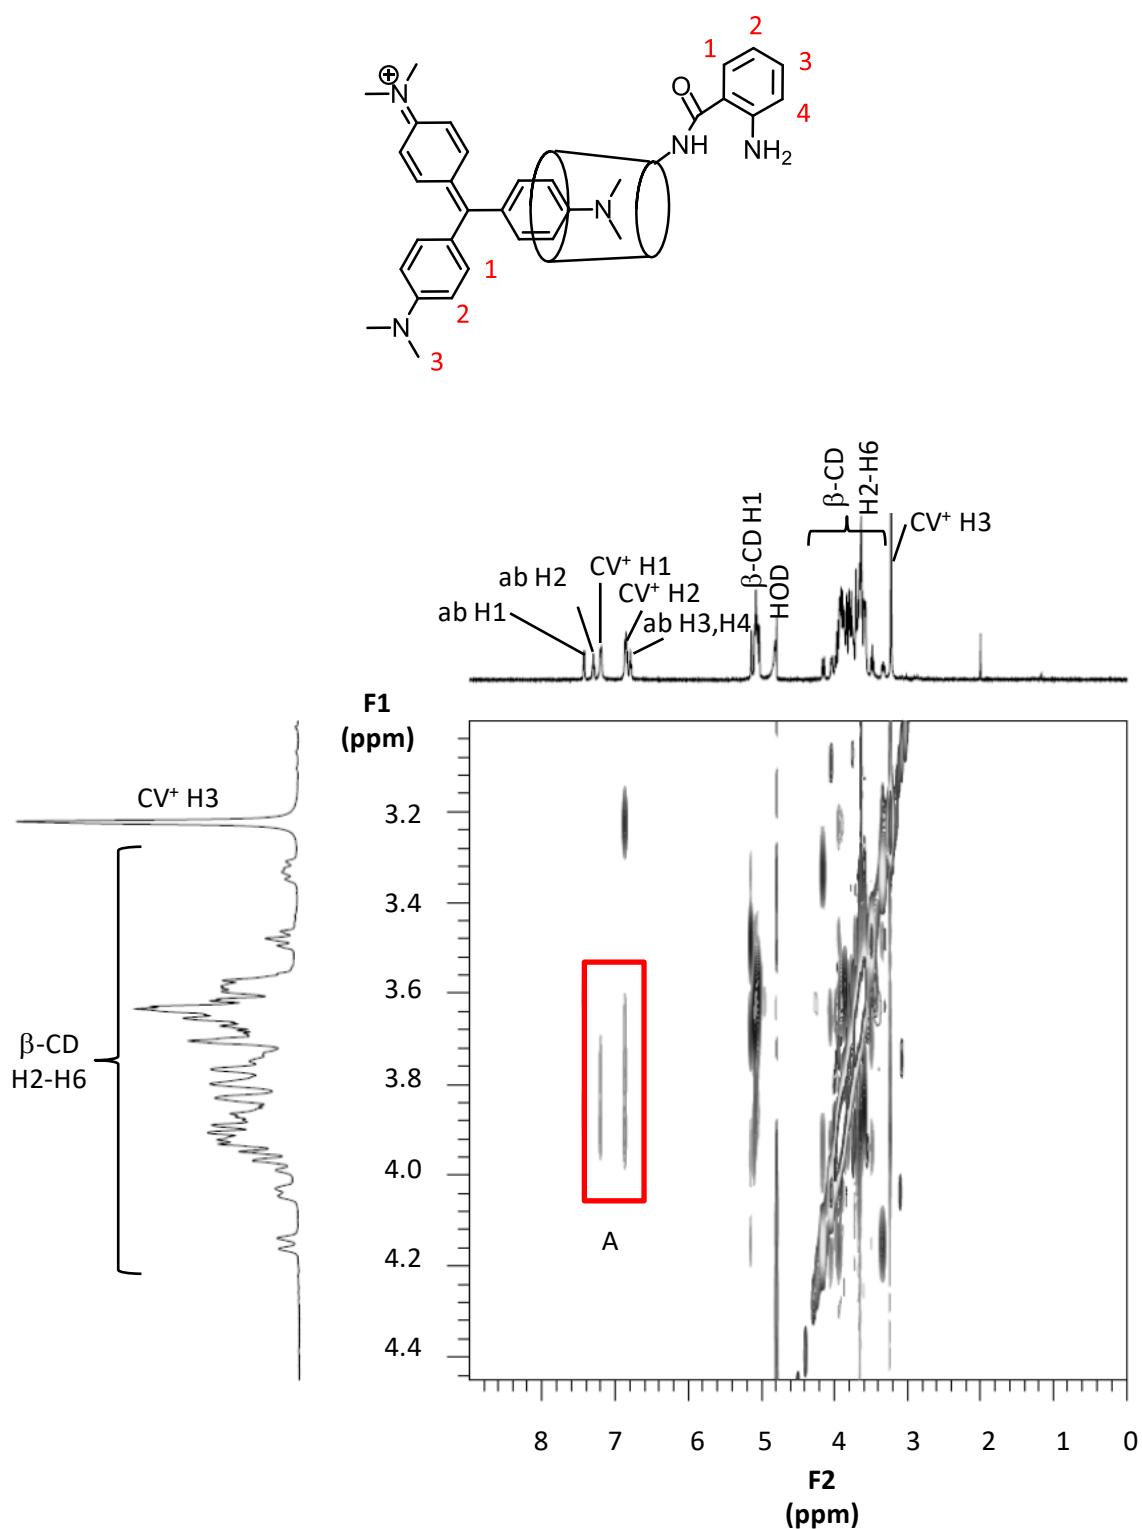 2
1
3
⊕
N
O
4
NH
NH2
N
1
2
N
3
β-CD
H2-H6
β-CD H1
CV+ H3
CV+ H1
ab H2
CV+ H2
HOD
ab H1
ab H3,H4
F1
(ppm)
CV+ H3
3.2
3.4
3.6
β-CD
H2-H6
3.8
4.0
A
4.2
4.4
8 7 6 5 4 3 2 1 0
F2
(ppm)